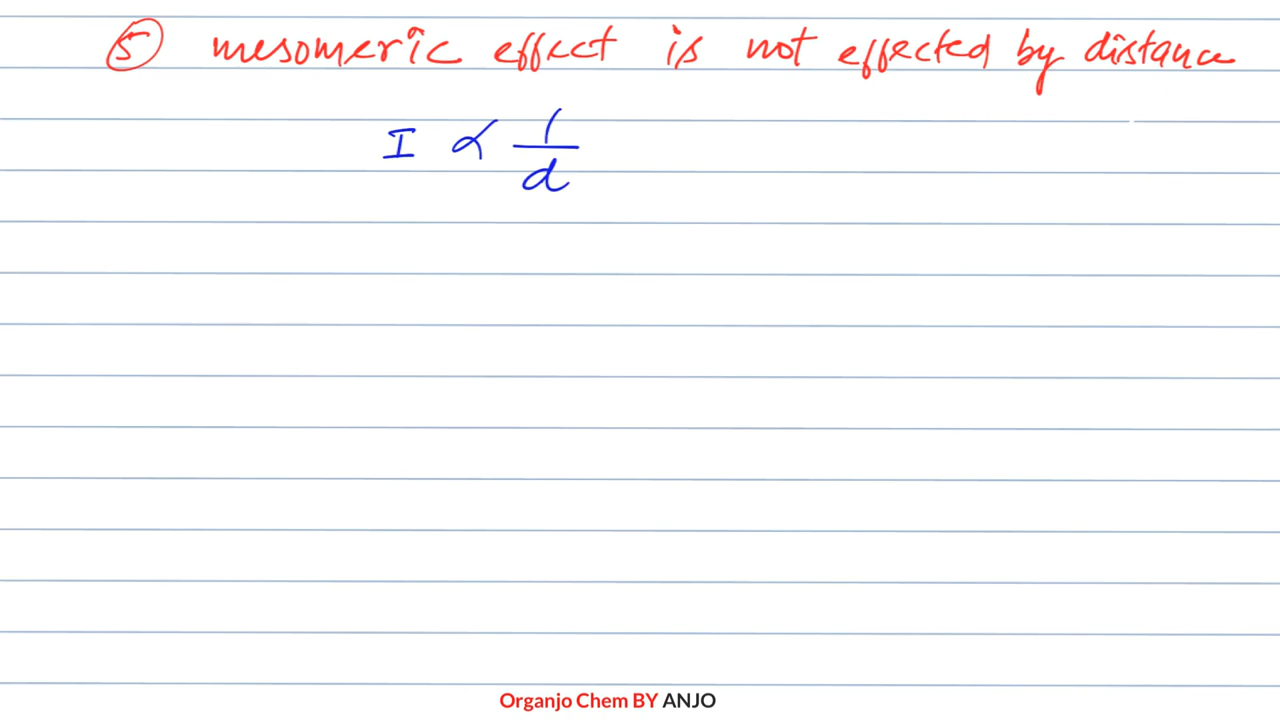 ⑤ mesomeric effect is not effected by distance
I ∝ 1/d
Organjo Chem BY ANJO